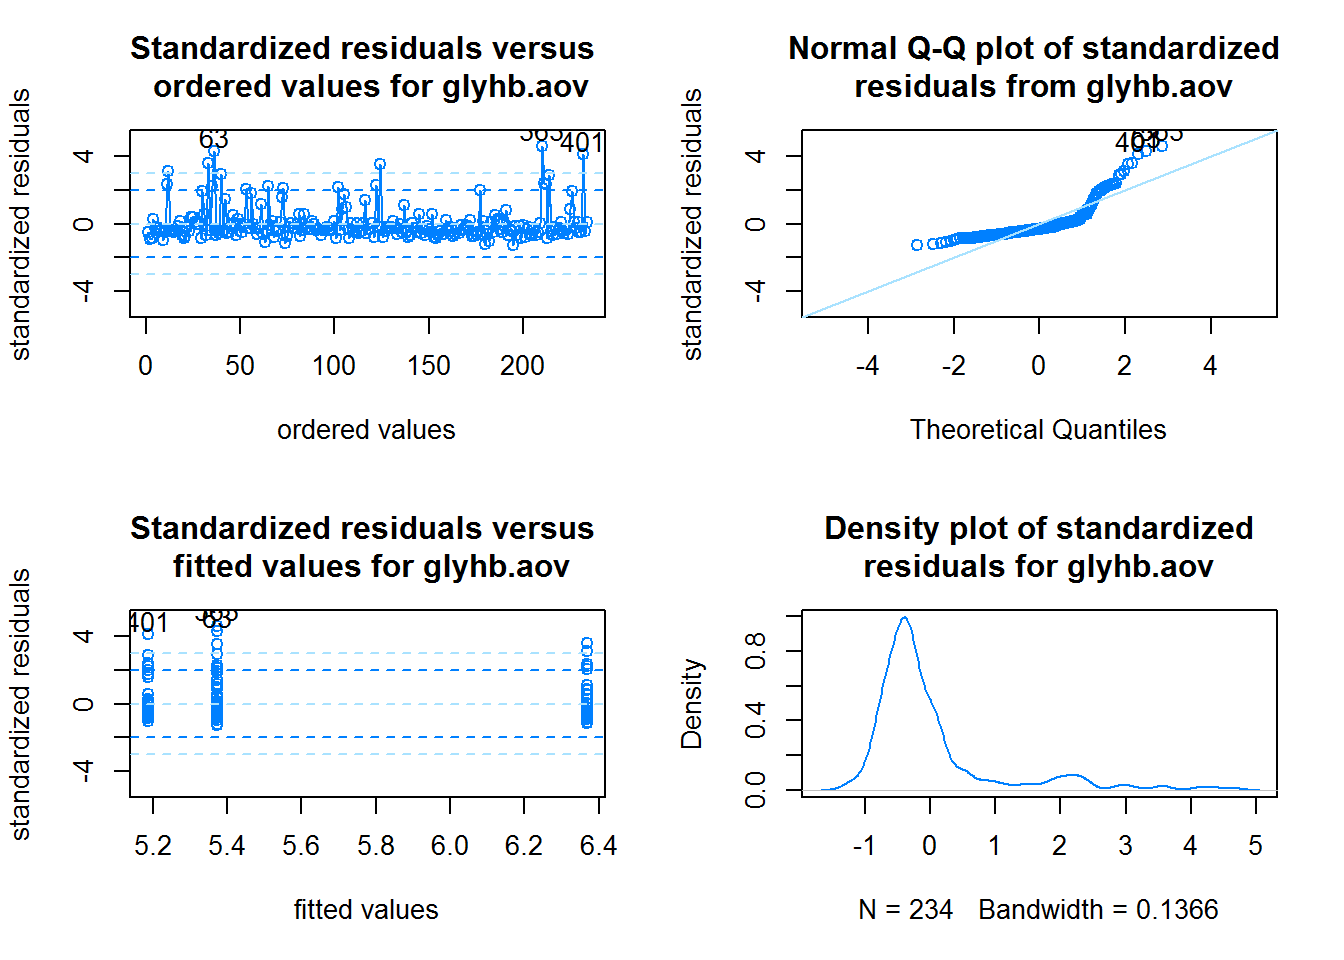 Standardized residuals versus
ordered values for glyhb.aov
standardized residuals
4
0
-4
63
401
0
50
100
150
200
ordered values
Normal Q-Q plot of standardized
residuals from glyhb.aov
standardized residuals
4
0
-4
401
-4
-2
0
2
4
Theoretical Quantiles
Standardized residuals versus
fitted values for glyhb.aov
standardized residuals
4
0
-4
401
63
5.2
5.4
5.6
5.8
6.0
6.2
6.4
fitted values
Density plot of standardized
residuals for glyhb.aov
Density
0.8
0.4
0.0
-1
0
1
2
3
4
5
N = 234 Bandwidth = 0.1366